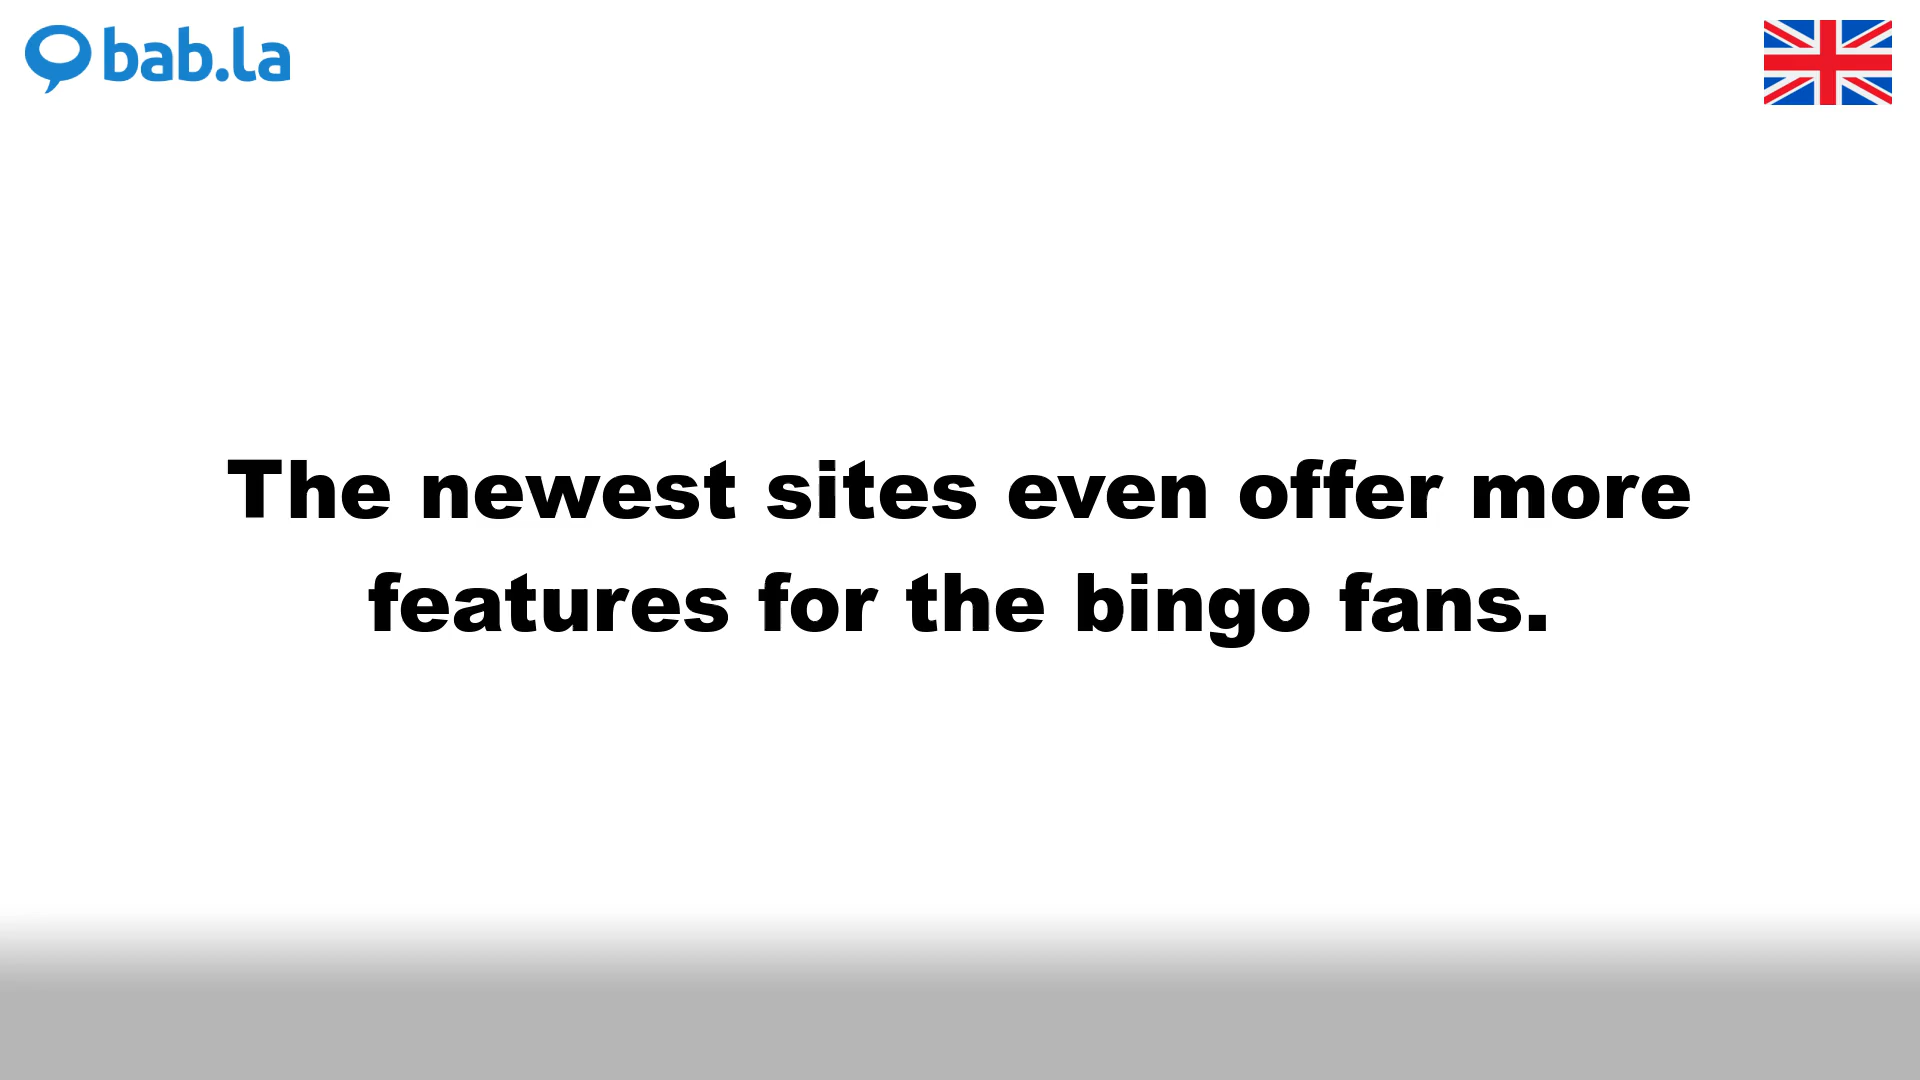 bab.la
The newest sites even offer more
features for the bingo fans.